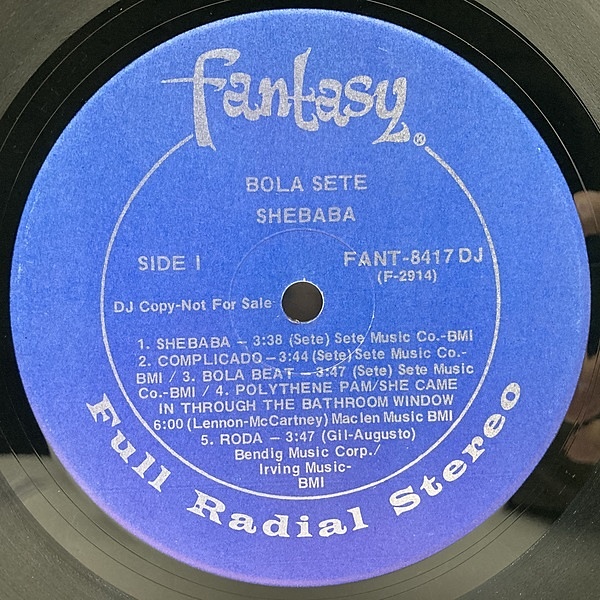 fantasy®
BOLA SETE
SHEBABA
SIDE I
FANT-8417 DJ
(F-2914)
DJ Copy-Not For Sale
1. SHEBABA – 3:38 (Sete) Sete Music Co.-BMI
2. COMPLICADO – 3:44 (Sete) Sete Music Co.-
BMI / 3. BOLA BEAT – 3:47 (Sete) Sete Music
Co.-BMI / 4. POLYTHENE PAM/SHE CAME
IN THROUGH THE BATHROOM WINDOW
6:00 (Lennon-McCartney) Maclen Music BMI
5. RODA – 3:47 (Gil-Augusto)
Bendig Music Corp./
Irving Music-
BMI
Full Radial Stereo